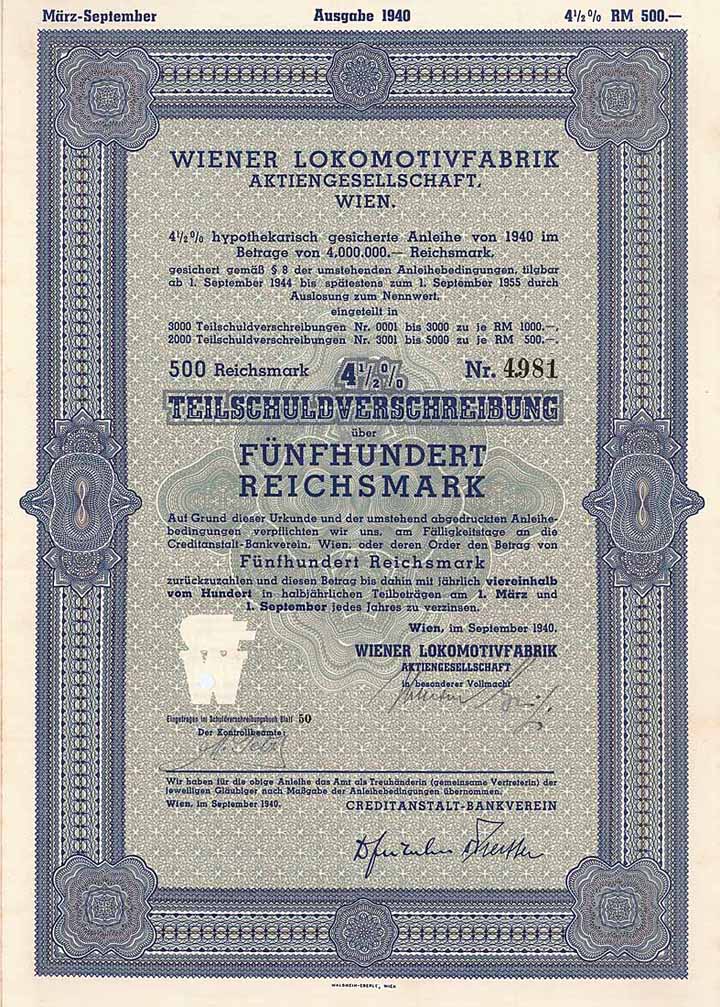 März-September Ausgabe 1940 4½% RM 500.—
WIENER LOKOMOTIVFABRIK
AKTIENGESELLSCHAFT,
WIEN.
4½% hypothekarisch gesicherte Anleihe von 1940 im
Betrage von 4,000.000.— Reichsmark,
gesichert gemäß § 8 der umstehenden Anleihebedingungen, tilgbar
ab 1. September 1944 bis spätestens zum 1. September 1955 durch
Auslosung zum Nennwert,
eingeteilt in
3000 Teilschuldverschreibungen Nr. 0001 bis 3000 zu je RM 1000.—,
2000 Teilschuldverschreibungen Nr. 3001 bis 5000 zu je RM 500.—.
500 Reichsmark 4½% Nr. 4.981
TEILSCHULDVERSCHREIBUNG
über
FÜNFHUNDERT
REICHSMARK
Auf Grund dieser Urkunde und der umstehend abgedruckten Anleihe-
bedingungen verpflichten wir uns, am Fälligkeitstage an die
Creditanstalt-Bankverein, Wien, oder deren Order den Betrag von
Fünfhundert Reichsmark
zurückzuzahlen und diesen Betrag bis dahin mit jährlich viereinhalb
vom Hundert in halbjährlichen Teilbeträgen am 1. März und
1. September jedes Jahres zu verzinsen.
Wien, im September 1940.
WIENER LOKOMOTIVFABRIK
AKTIENGESELLSCHAFT
in besonderer Vollmacht
Eingetragen im Schuldverschreibungsbuch Blatt 50
Der Kontrollbeamte
Wir haben für die obige Anleihe das Amt als Treuhänderin (gemeinsame Vertreterin) der
jeweiligen Gläubiger nach Maßgabe der Anleihebedingungen übernommen.
Wien, im September 1940. CREDITANSTALT-BANKVEREIN
WALDHEIM-EBERLE, WIEN